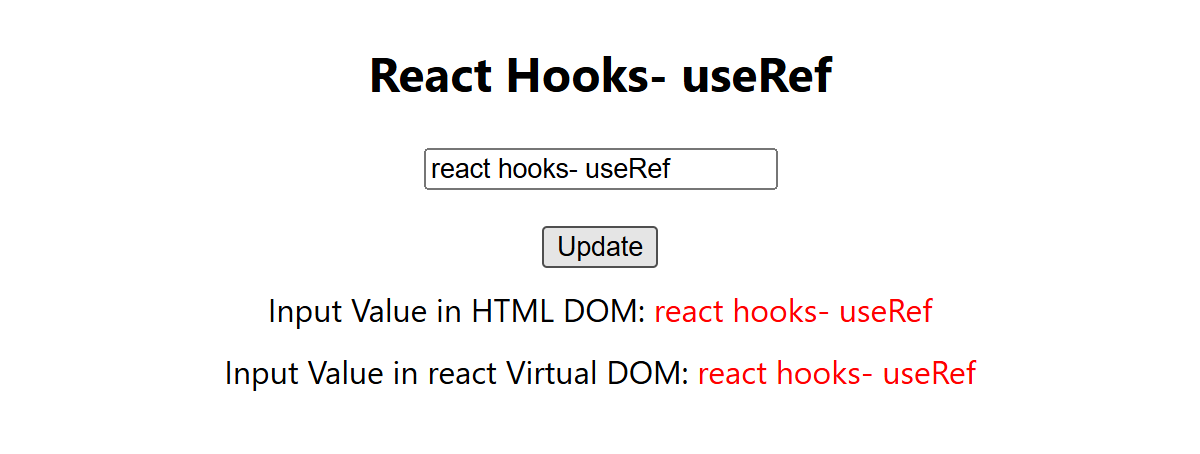 React Hooks- useRef
react hooks- useRef
Update
Input Value in HTML DOM: react hooks- useRef
Input Value in react Virtual DOM: react hooks- useRef